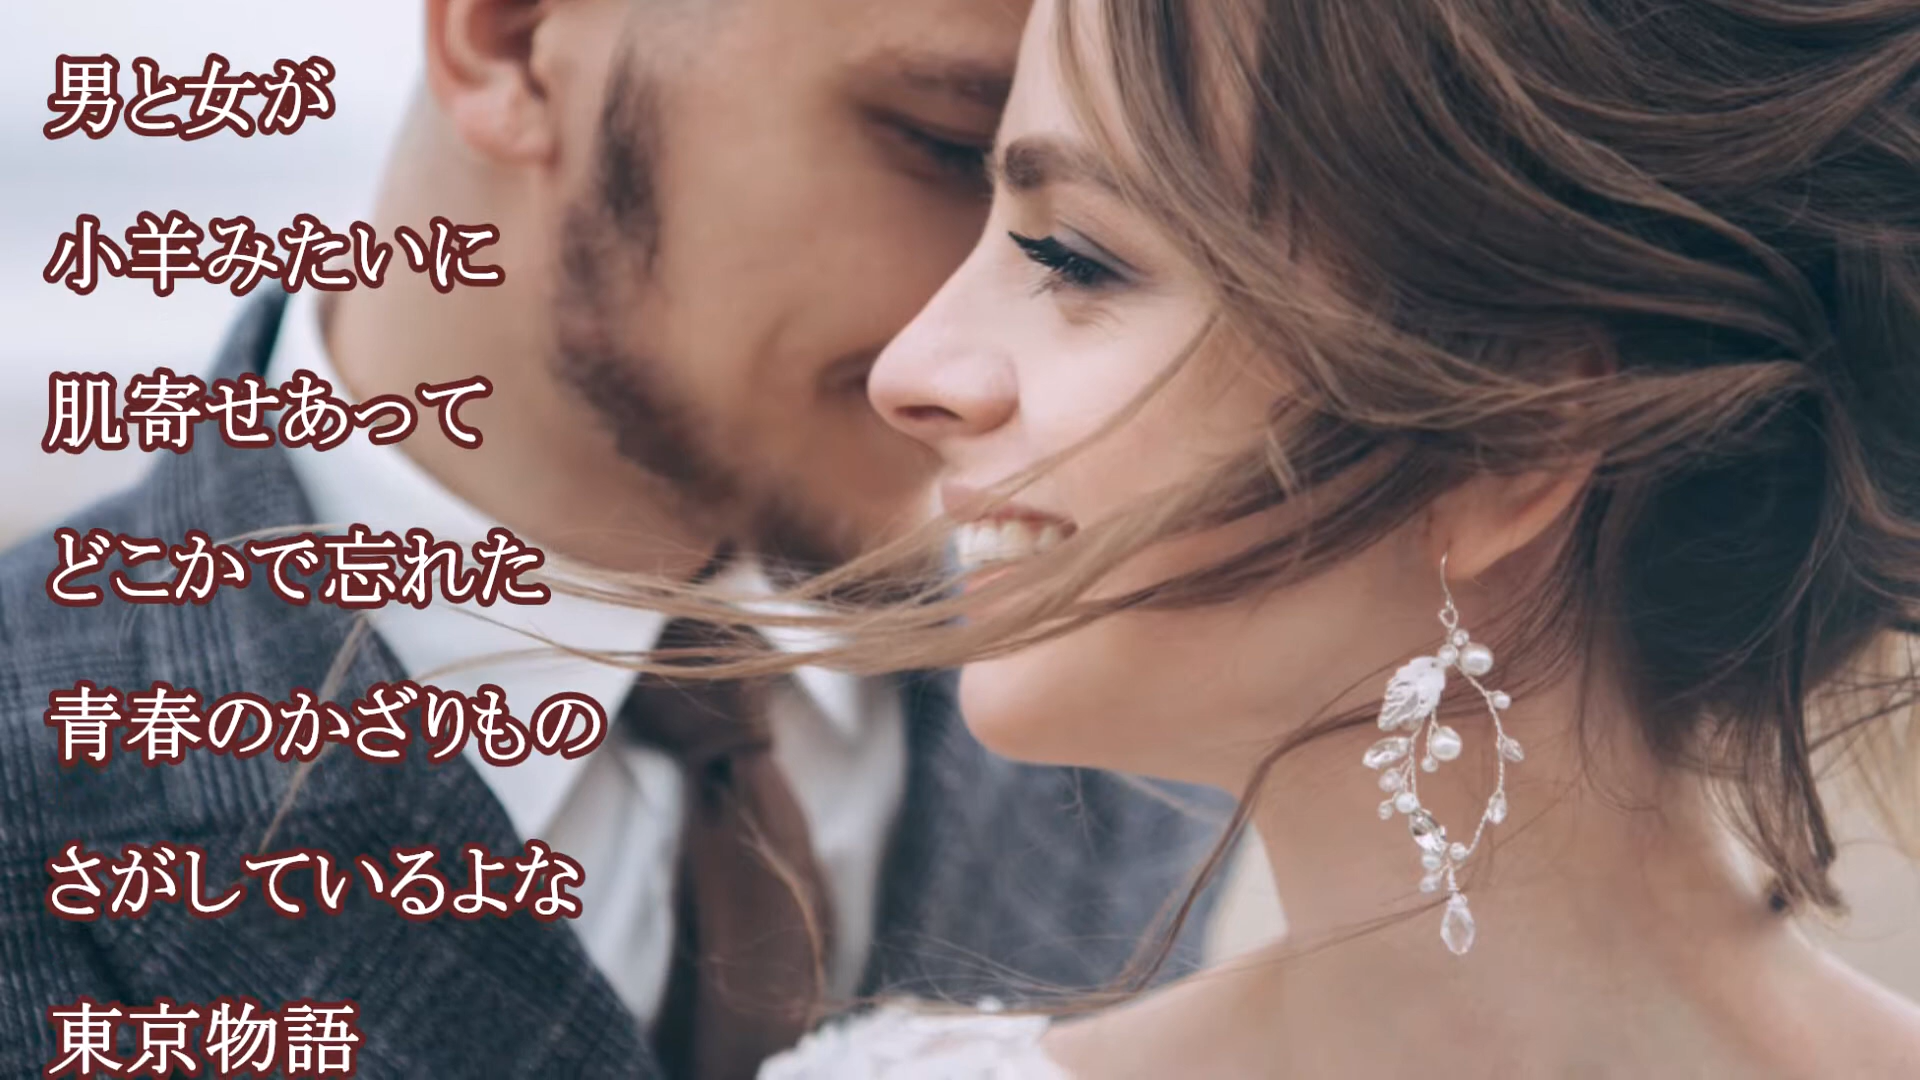 男と女が
小羊みたいに
肌寄せあって
どこかで忘れた
青春のかざりもの
さがしているよな
東京物語